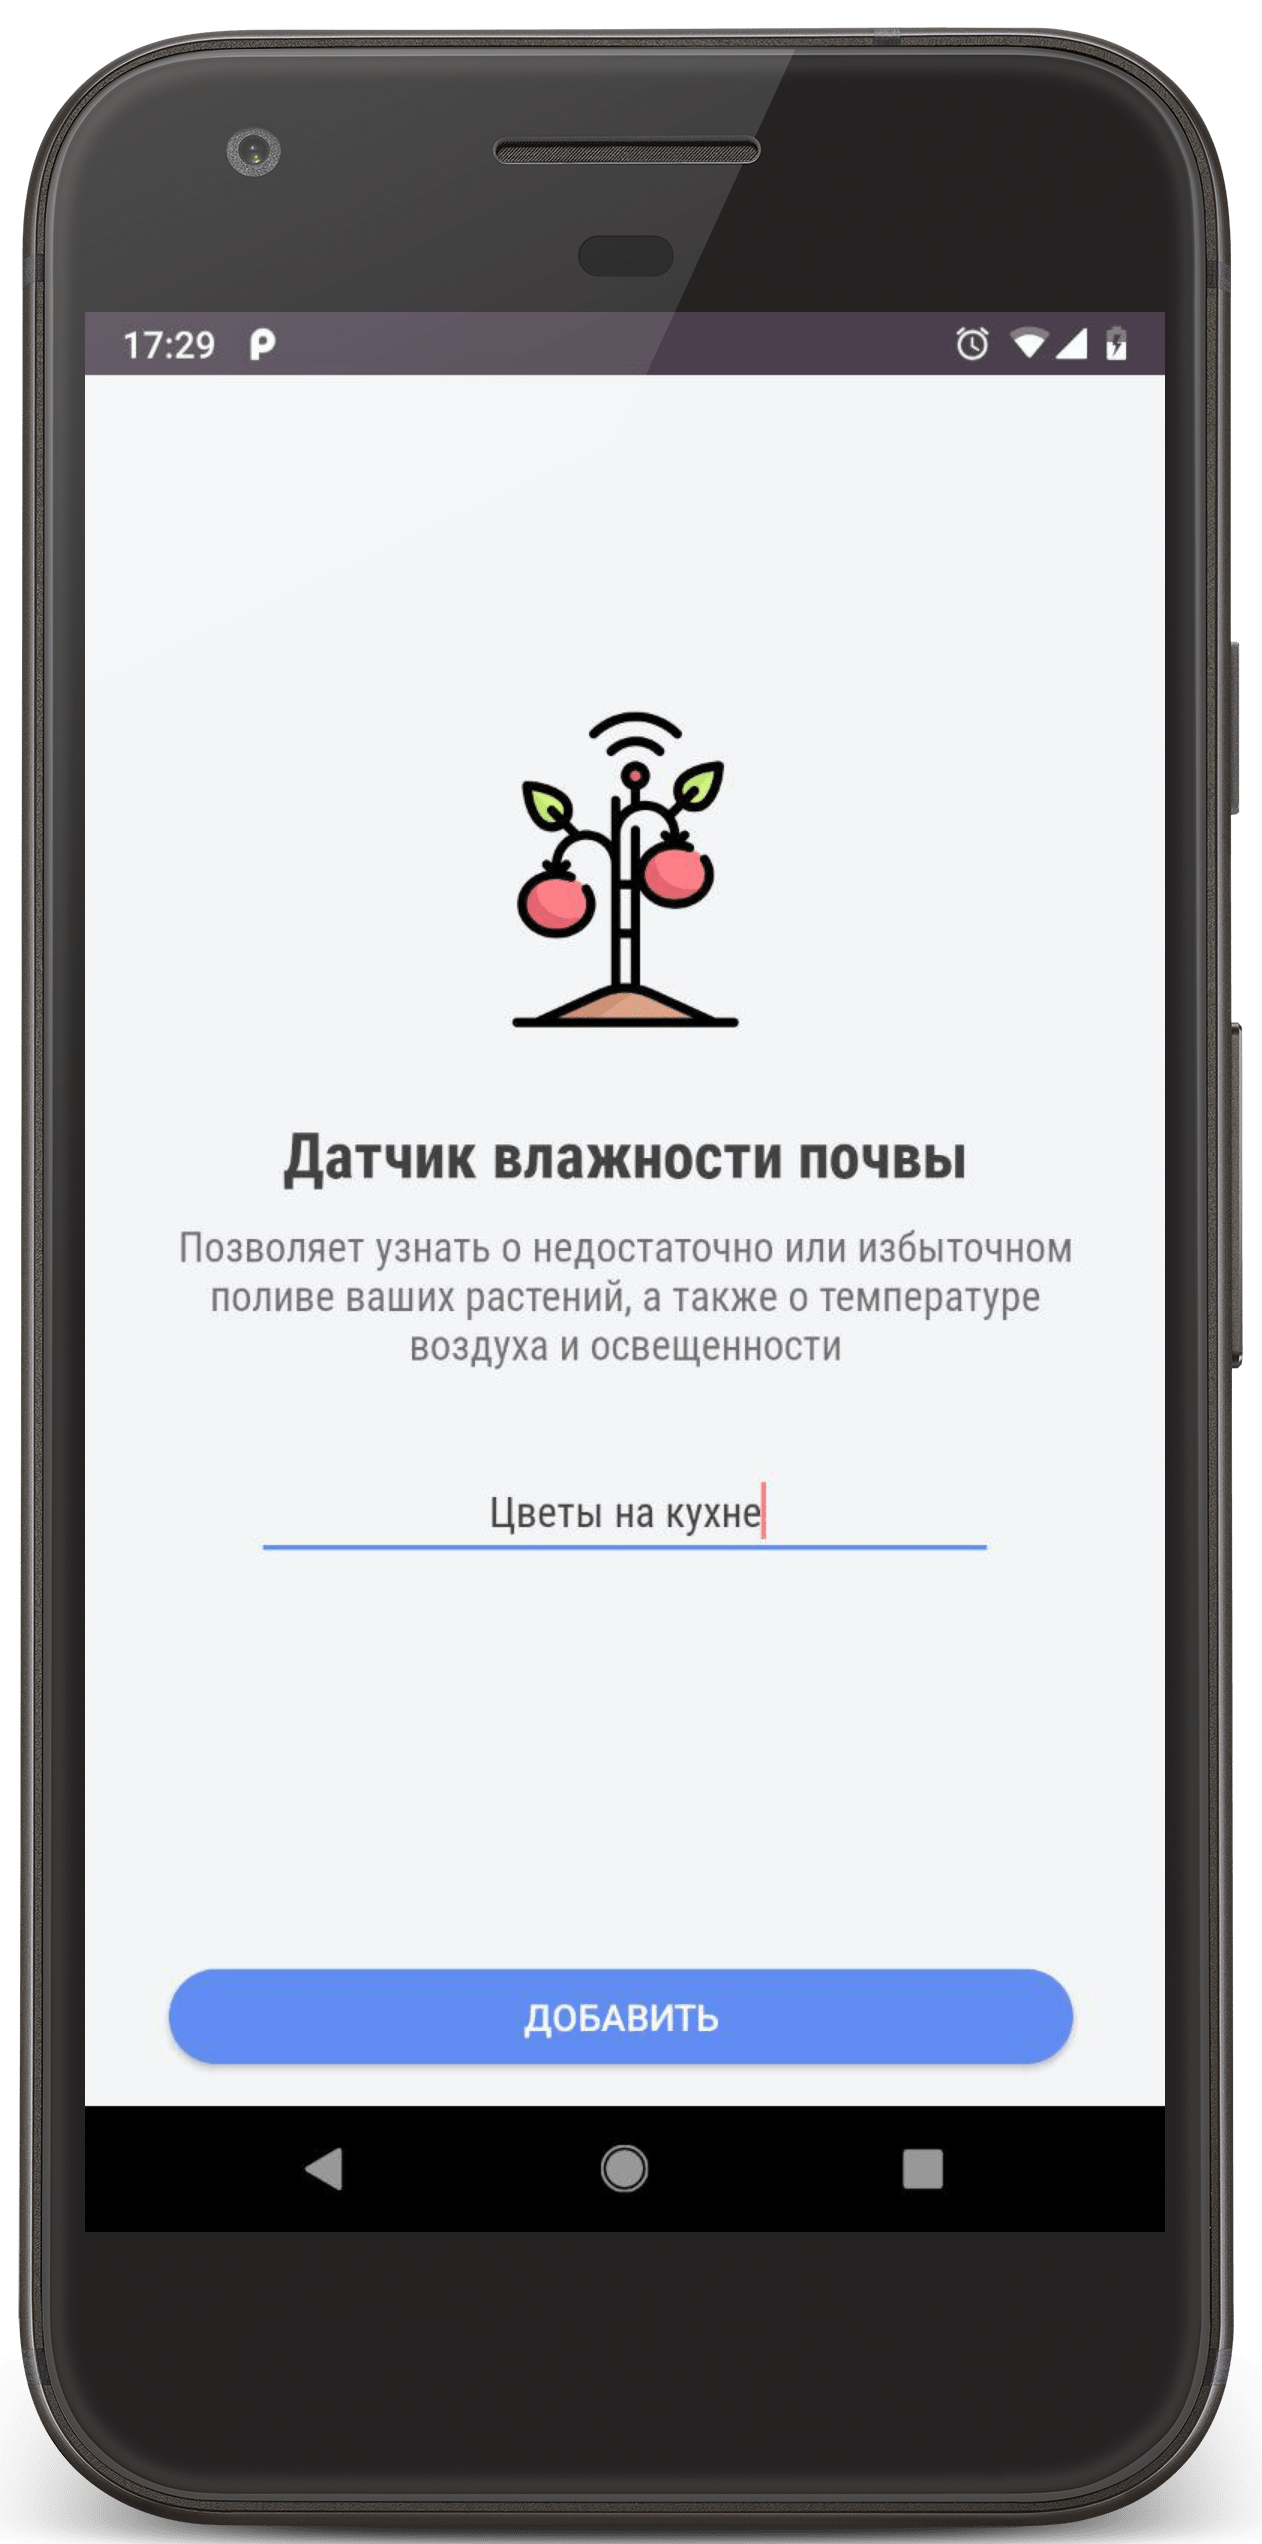 17:29
Датчик влажности почвы
Позволяет узнать о недостаточно или избыточном
поливе ваших растений, а также о температуре
воздуха и освещенности
Цветы на кухне
ДОБАВИТЬ